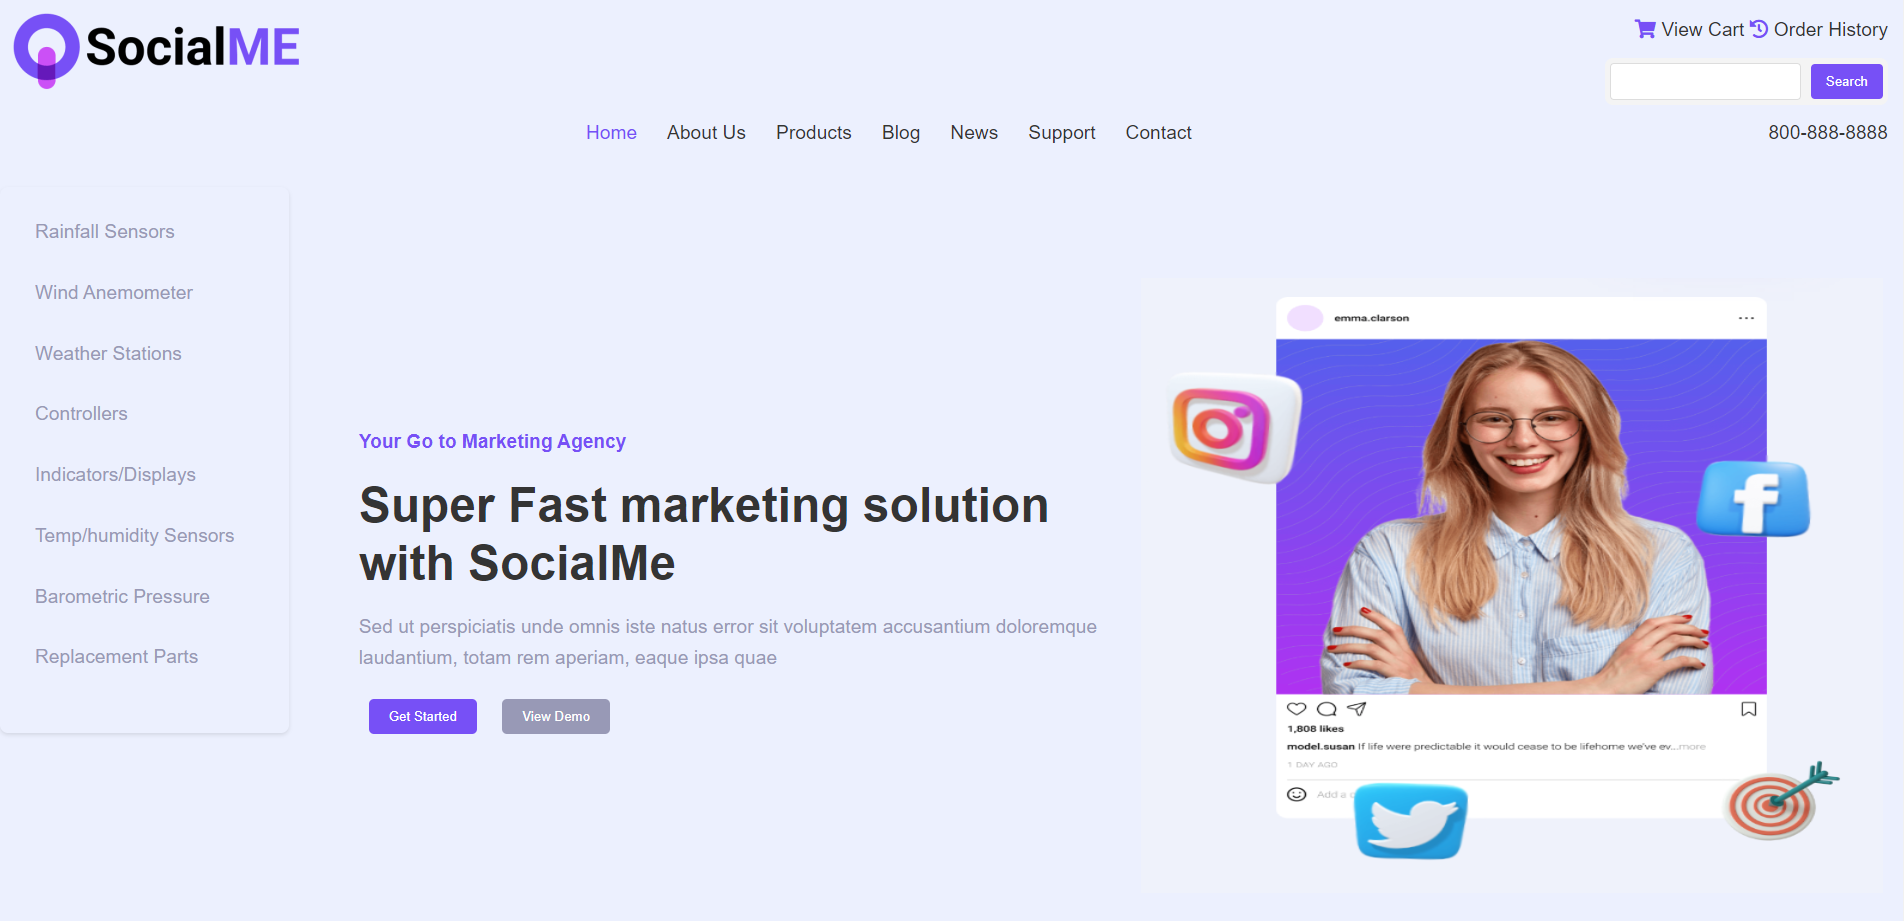 SocialME
View Cart Order History
Search
Home About Us Products Blog News Support Contact
800-888-8888
Rainfall Sensors
Wind Anemometer
Weather Stations
Controllers
Indicators/Displays
Temp/humidity Sensors
Barometric Pressure
Replacement Parts
Your Go to Marketing Agency
Super Fast marketing solution
with SocialMe
Sed ut perspiciatis unde omnis iste natus error sit voluptatem accusantium doloremque
laudantium, totam rem aperiam, eaque ipsa quae
Get Started View Demo
emma.clarson
1,808 likes
model.susan If life were predictable it would cease to be lifehome we've ev...more
1 DAY AGO
Add a c